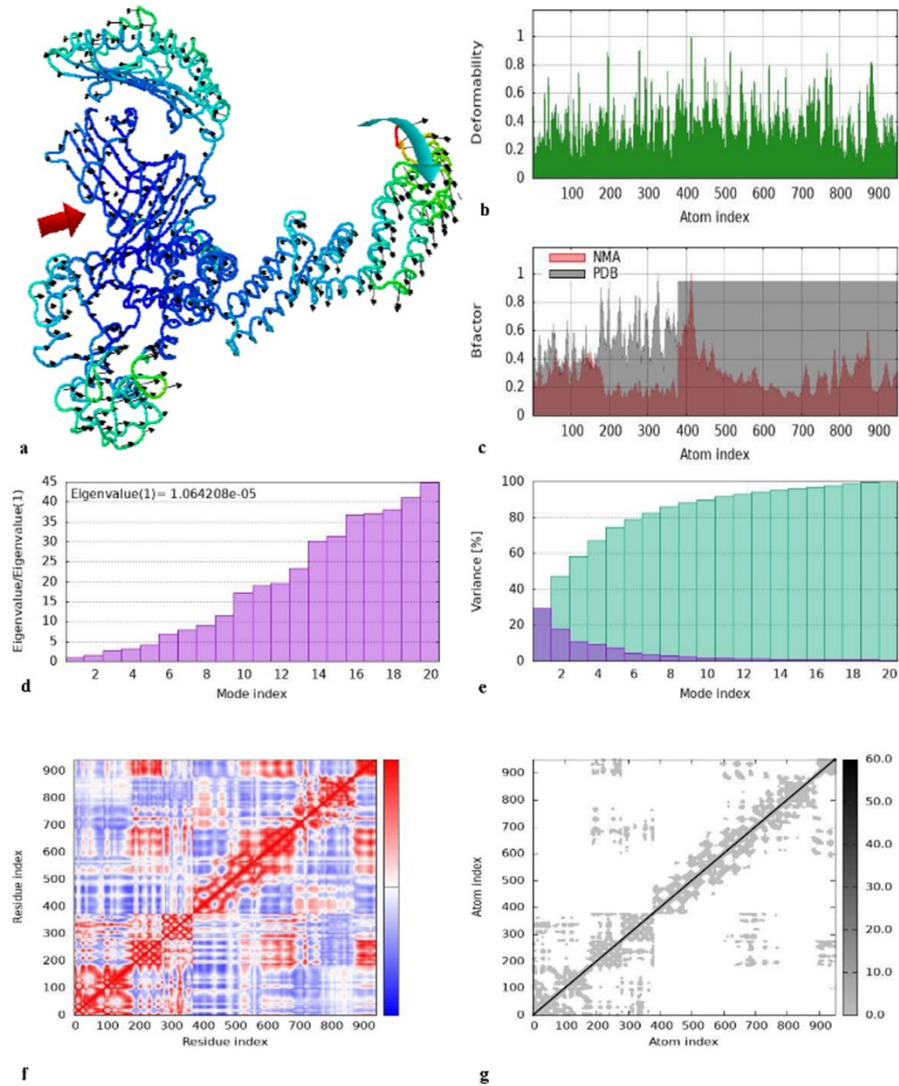 a
1
0.8
0.6
0.4
0.2
0
Deformability
100 200 300 400 500 600 700 800 900
Atom index
b
NMA
PDB
1
0.8
0.6
0.4
0.2
0
Bfactor
100 200 300 400 500 600 700 800 900
Atom index
c
Eigenvalue(1)= 1.064208e-05
45
40
35
30
25
20
15
10
5
0
Eigenvalue/Eigenvalue(1)
2 4 6 8 10 12 14 16 18 20
Mode index
d
100
80
60
40
20
0
Variance [%]
2 4 6 8 10 12 14 16 18 20
Mode index
e
900
800
700
600
500
400
300
200
100
0
Residue index
0 100 200 300 400 500 600 700 800 900
Residue index
f
900
800
700
600
500
400
300
200
100
0
Atom index
0 100 200 300 400 500 600 700 800 900
Atom index
60.0
50.0
40.0
30.0
20.0
10.0
0.0
g